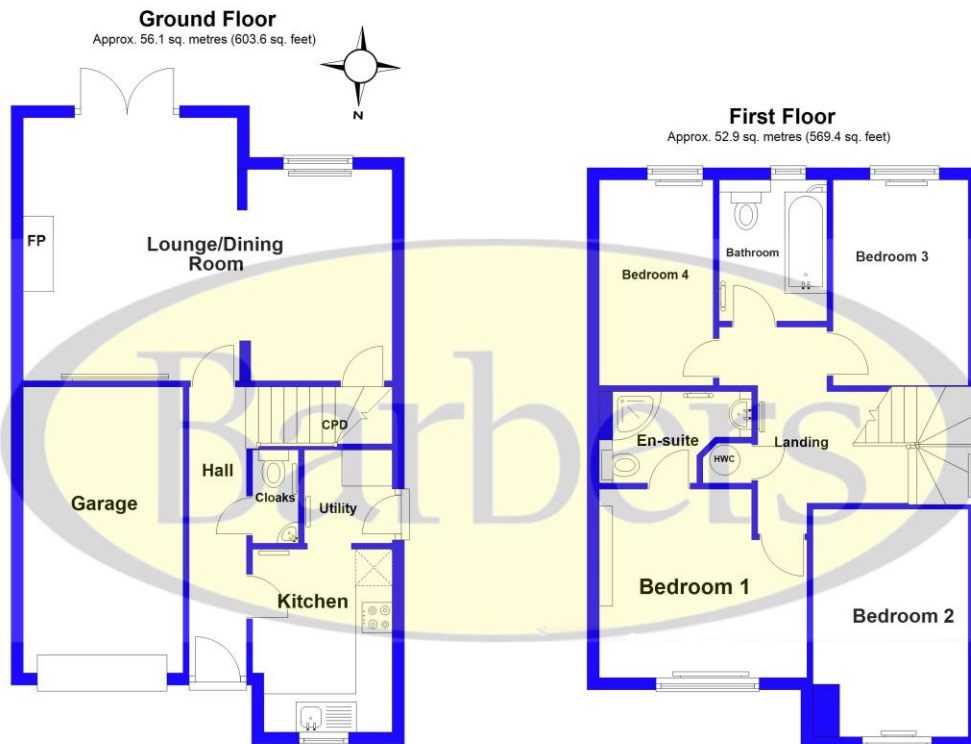 Ground Floor
Approx. 56.1 sq. metres (603.6 sq. feet)
N
FP
Lounge/Dining
Room
CPD
Hall
Cloaks
Utility
Garage
Kitchen
First Floor
Approx. 52.9 sq. metres (569.4 sq. feet)
Bedroom 4
Bathroom
Bedroom 3
En-suite
HWC
Landing
Bedroom 1
Bedroom 2
Barbers